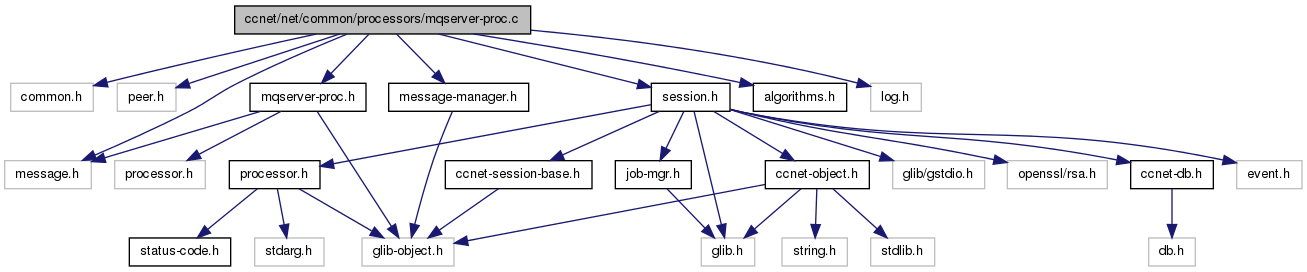 ccnet/net/common/processors/mqserver-proc.c
common.h
peer.h
mqserver-proc.h
message-manager.h
session.h
algorithms.h
log.h
message.h
processor.h
processor.h
ccnet-session-base.h
job-mgr.h
ccnet-object.h
glib/gstdio.h
openssl/rsa.h
ccnet-db.h
event.h
status-code.h
stdarg.h
glib-object.h
glib.h
string.h
stdlib.h
db.h